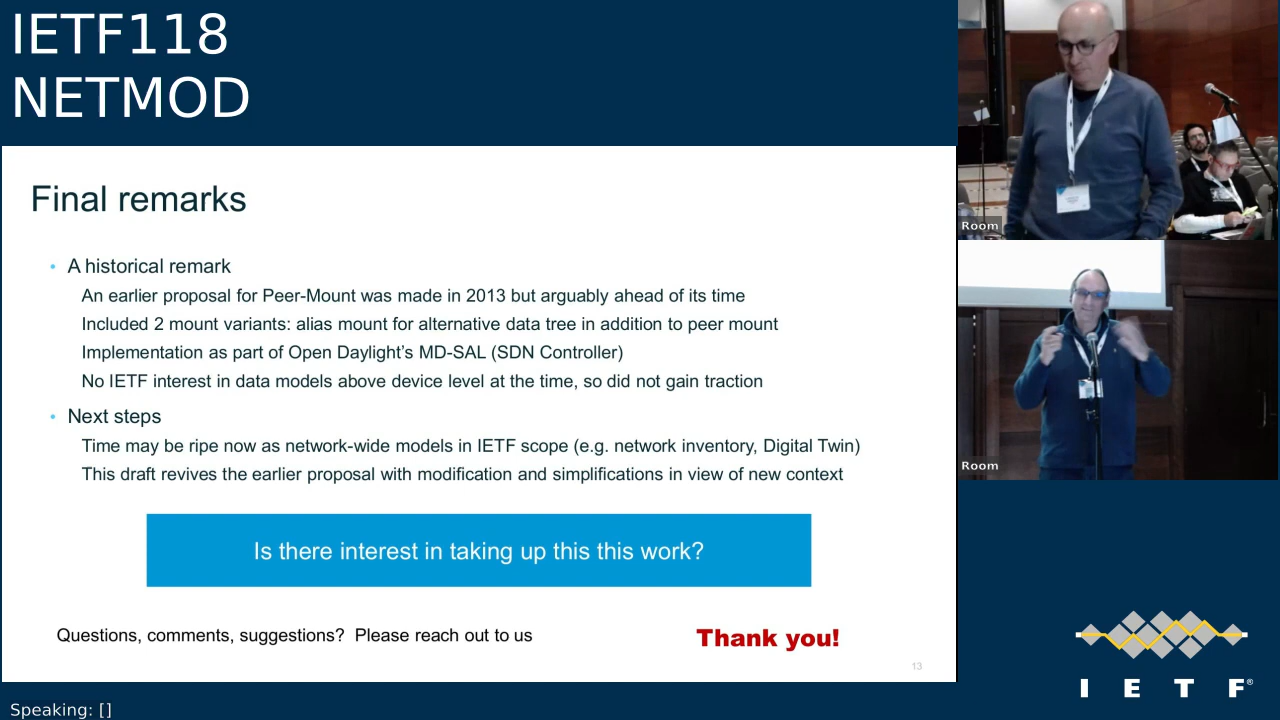 IETF118
NETMOD
Final remarks
• A historical remark
An earlier proposal for Peer-Mount was made in 2013 but arguably ahead of its time
Included 2 mount variants: alias mount for alternative data tree in addition to peer mount
Implementation as part of Open Daylight’s MD-SAL (SDN Controller)
No IETF interest in data models above device level at the time, so did not gain traction
• Next steps
Time may be ripe now as network-wide models in IETF scope (e.g. network inventory, Digital Twin)
This draft revives the earlier proposal with modification and simplifications in view of new context
Is there interest in taking up this this work?
Questions, comments, suggestions? Please reach out to us
Thank you!
13
Speaking: []
Room
Room
I E T F®